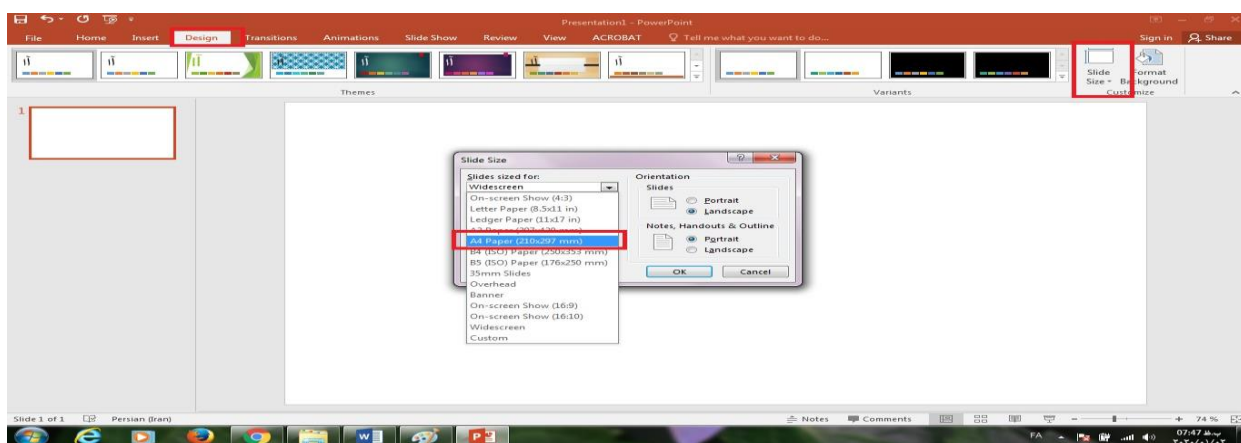 Presentation1 - PowerPoint
File Home Insert Design Transitions Animations Slide Show Review View ACROBAT Tell me what you want to do... Sign in Share
Slide Size Format Background
Themes Variants Customize
1
Slide Size
Slides sized for:
Widescreen
On-screen Show (4:3)
Letter Paper (8.5x11 in)
Ledger Paper (11x17 in)
A3 Paper (297x420 mm)
A4 Paper (210x297 mm)
B4 (ISO) Paper (250x353 mm)
B5 (ISO) Paper (176x250 mm)
35mm Slides
Overhead
Banner
On-screen Show (16:9)
On-screen Show (16:10)
Widescreen
Custom
Orientation
Slides
Portrait
Landscape
Notes, Handouts & Outline
Portrait
Landscape
OK Cancel
Slide 1 of 1 Persian (Iran) Notes Comments 74 %
FA 07:47 ب.ظ